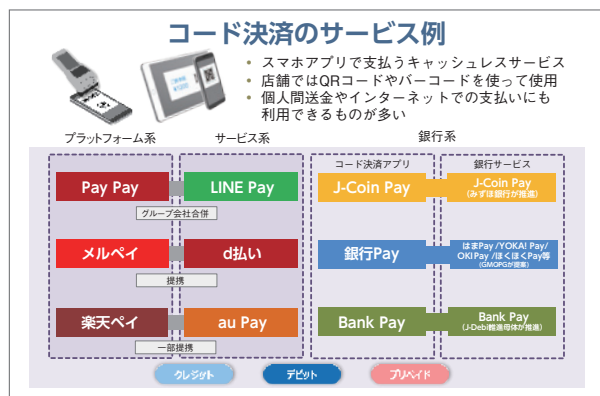 コード決済のサービス例
• スマホアプリで支払うキャッシュレスサービス
• 店舗ではQRコードやバーコードを使って使用
• 個人間送金やインターネットでの支払いにも
利用できるものが多い
プラットフォーム系
サービス系
銀行系
コード決済アプリ
銀行サービス
Pay Pay
LINE Pay
グループ会社合併
J-Coin Pay
J-Coin Pay
(みずほ銀行が推進)
メルペイ
d払い
提携
銀行Pay
はまPay /YOKA! Pay/
OKI Pay /ほくほくPay等
(GMOPGが提案)
楽天ペイ
au Pay
一部提携
Bank Pay
Bank Pay
(J-Debi推進母体が推進)
クレジット
デビット
プリペイド